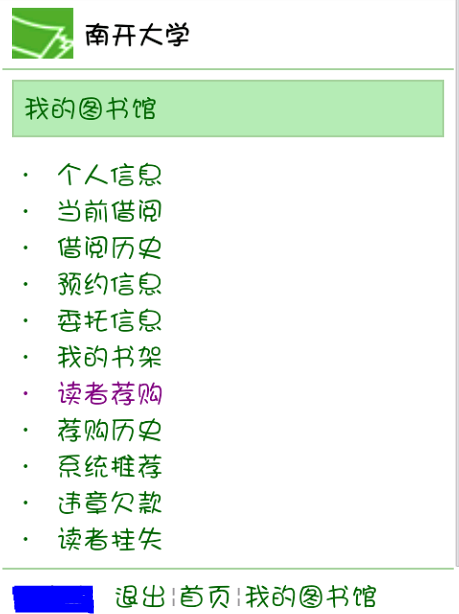 南开大学
我的图书馆
· 个人信息
· 当前借阅
· 借阅历史
· 预约信息
· 委托信息
· 我的书架
· 读者荐购
· 荐购历史
· 系统推荐
· 违章欠款
· 读者挂失
退出¦首页¦我的图书馆